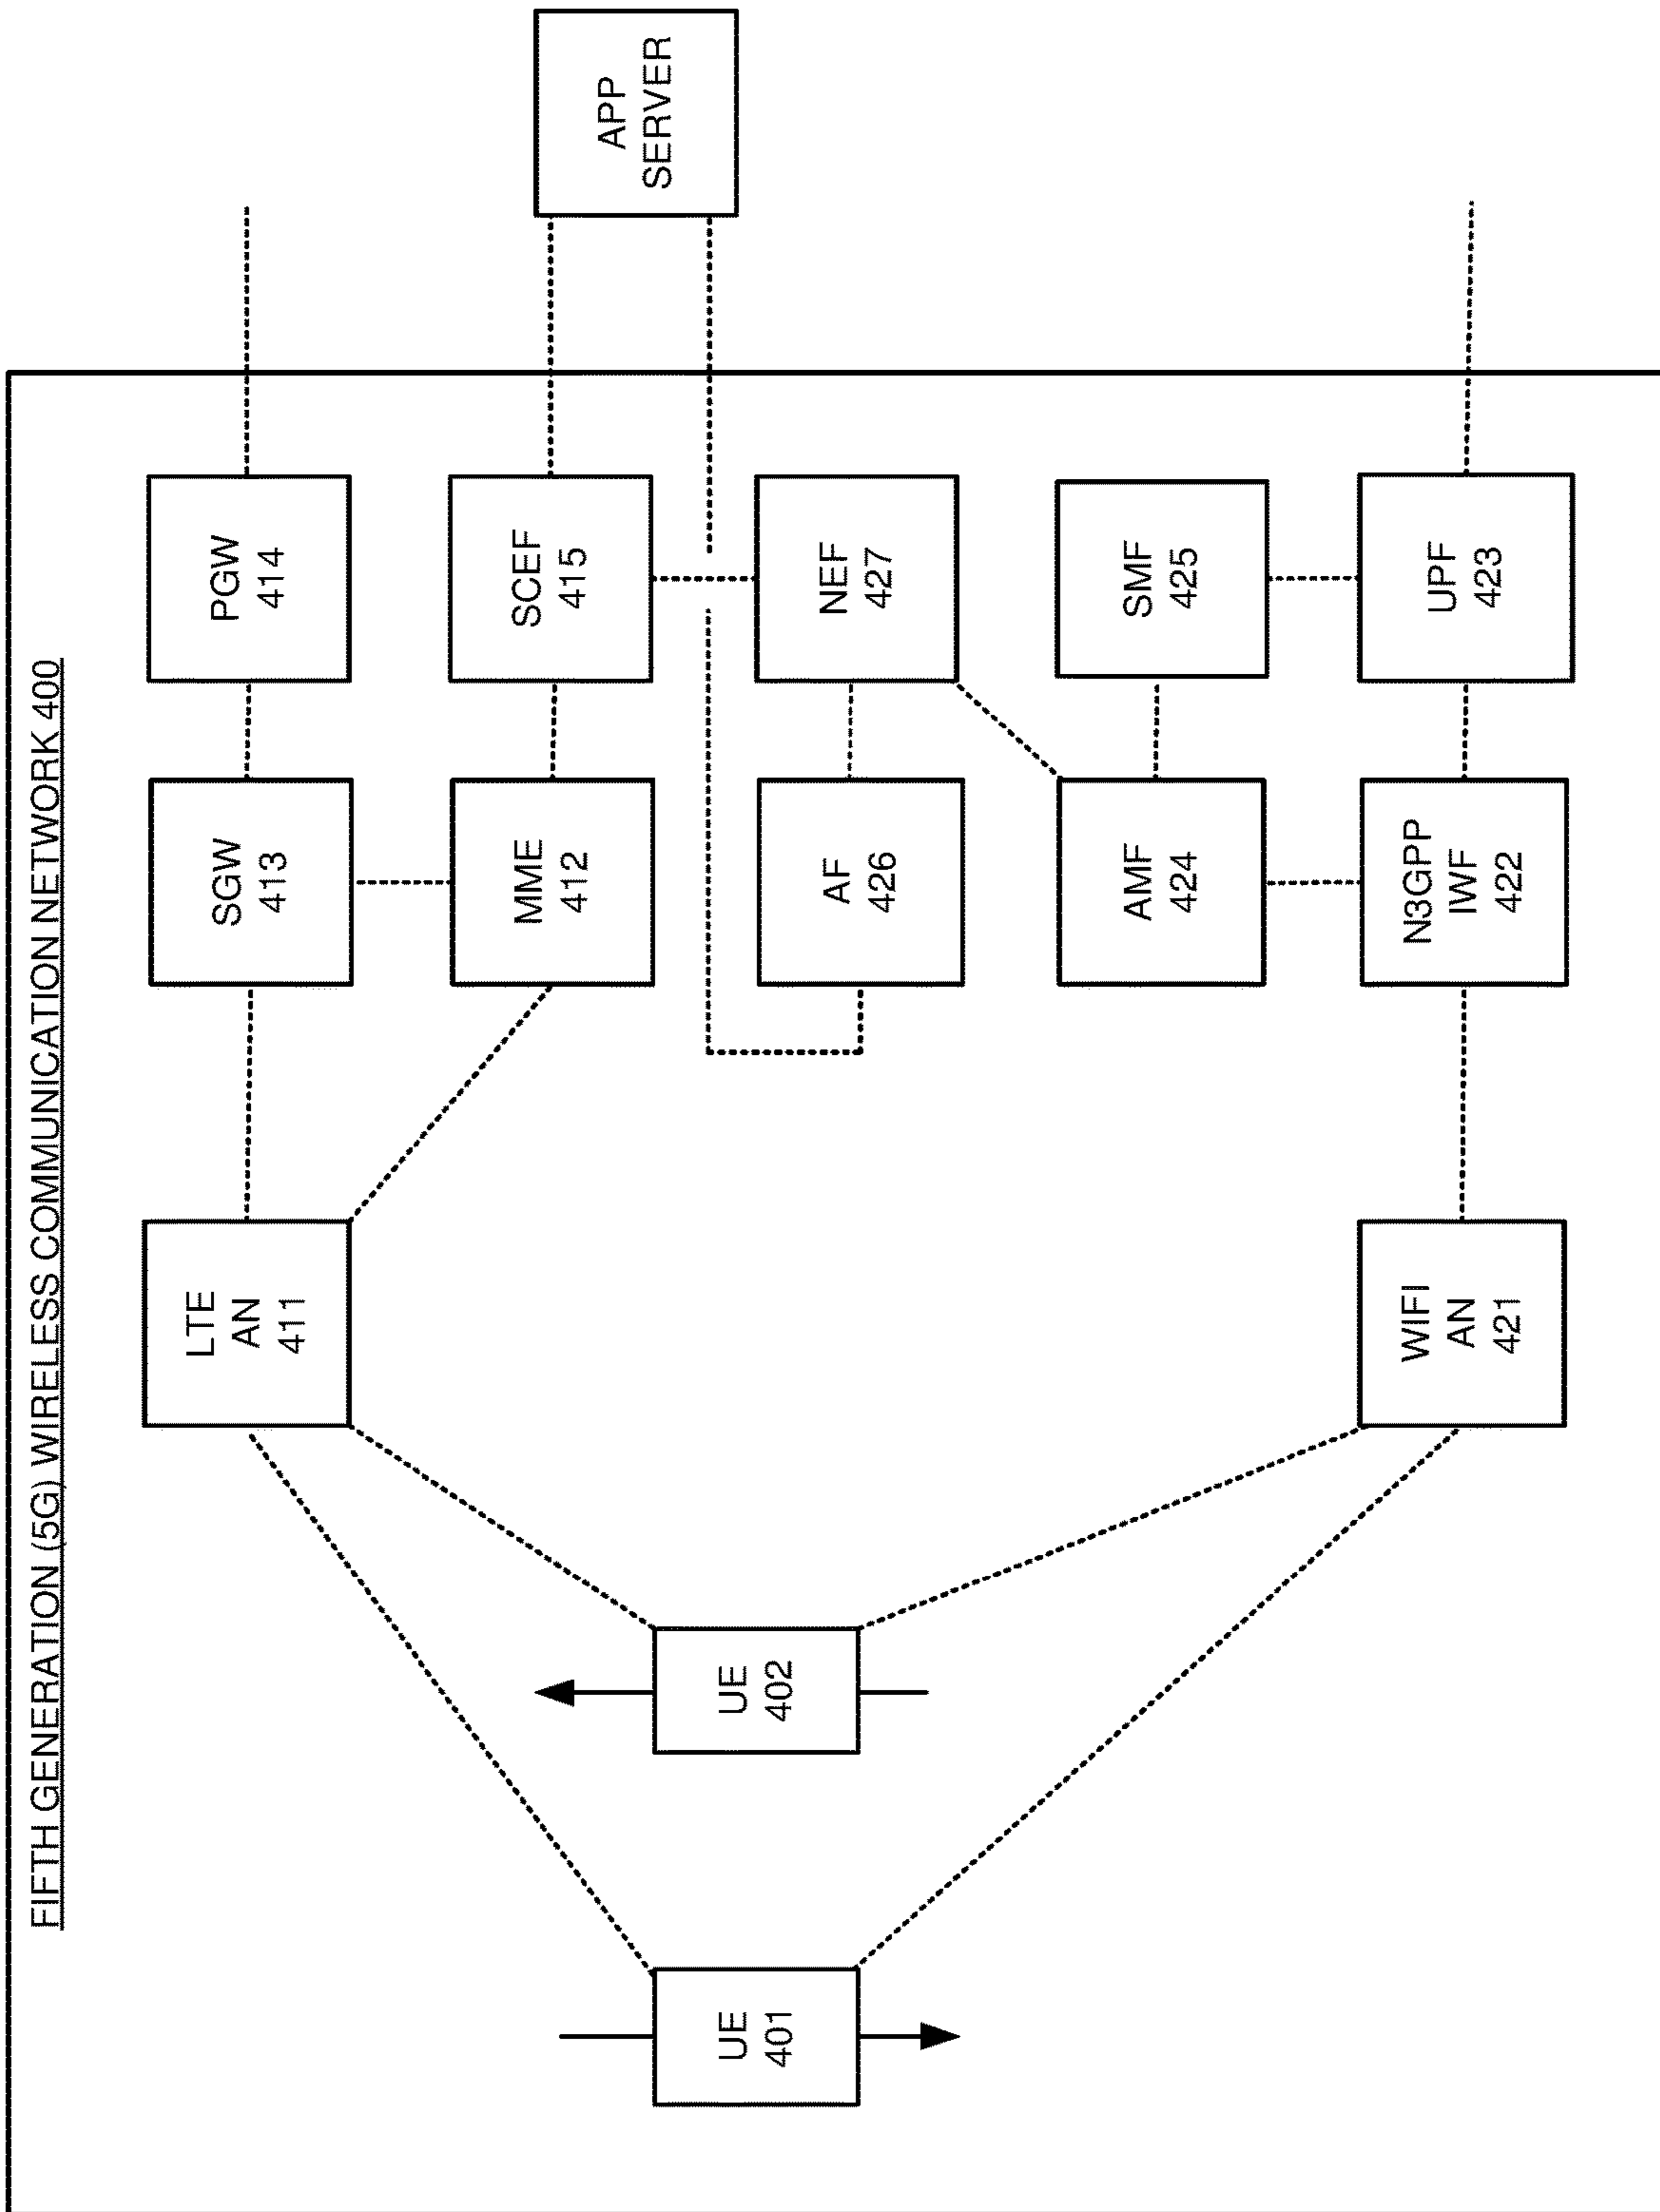 FIFTH GENERATION (5G) WIRELESS COMMUNICATION NETWORK 400
LTE
AN
411
SGW
413
PGW
414
MME
412
SCEF
415
APP
SERVER
UE
401
UE
402
AF
426
NEF
427
AMF
424
SMF
425
WIFI
AN
421
N3GPP
IWF
422
UPF
423